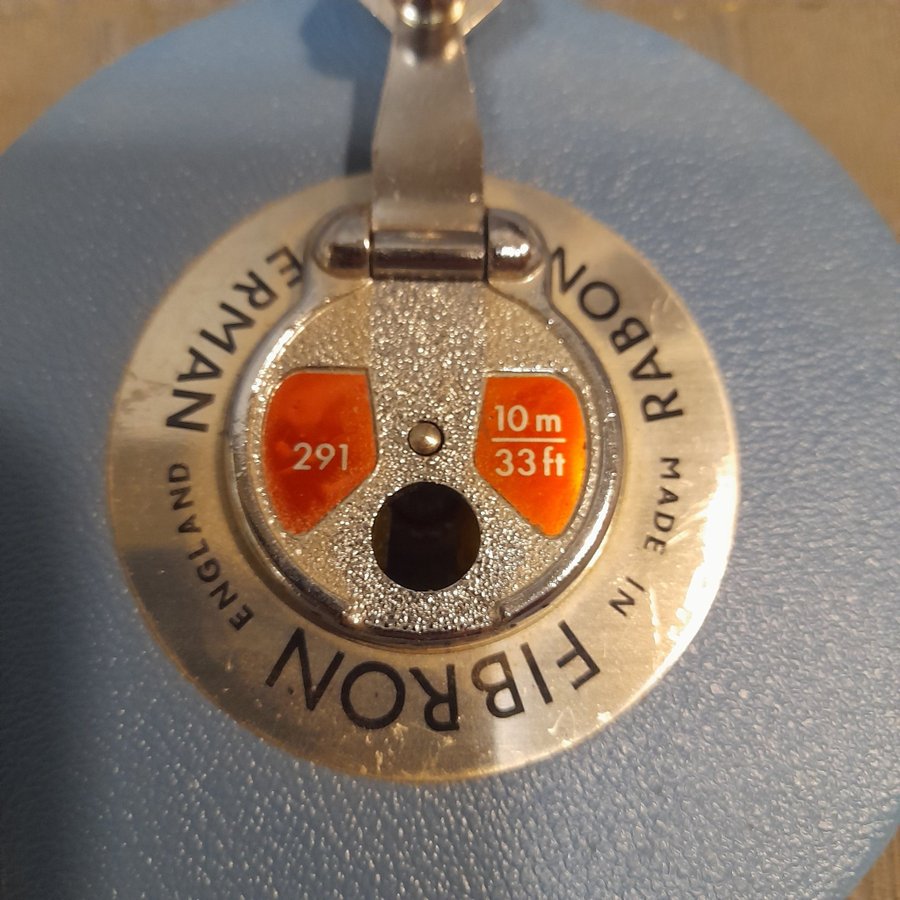 RABON
ERMAN
MADE IN
ENGLAND
FIBRON
291
10 m
33 ft